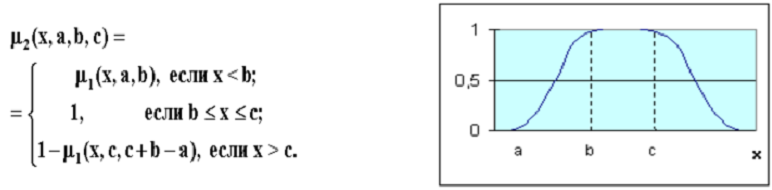 μ₂(x, a, b, c) =
= { μ₁(x, a, b), если x < b;
1, если b ≤ x ≤ c;
1 − μ₁(x, c, c + b − a), если x > c.
1
0,5
0
a b c x